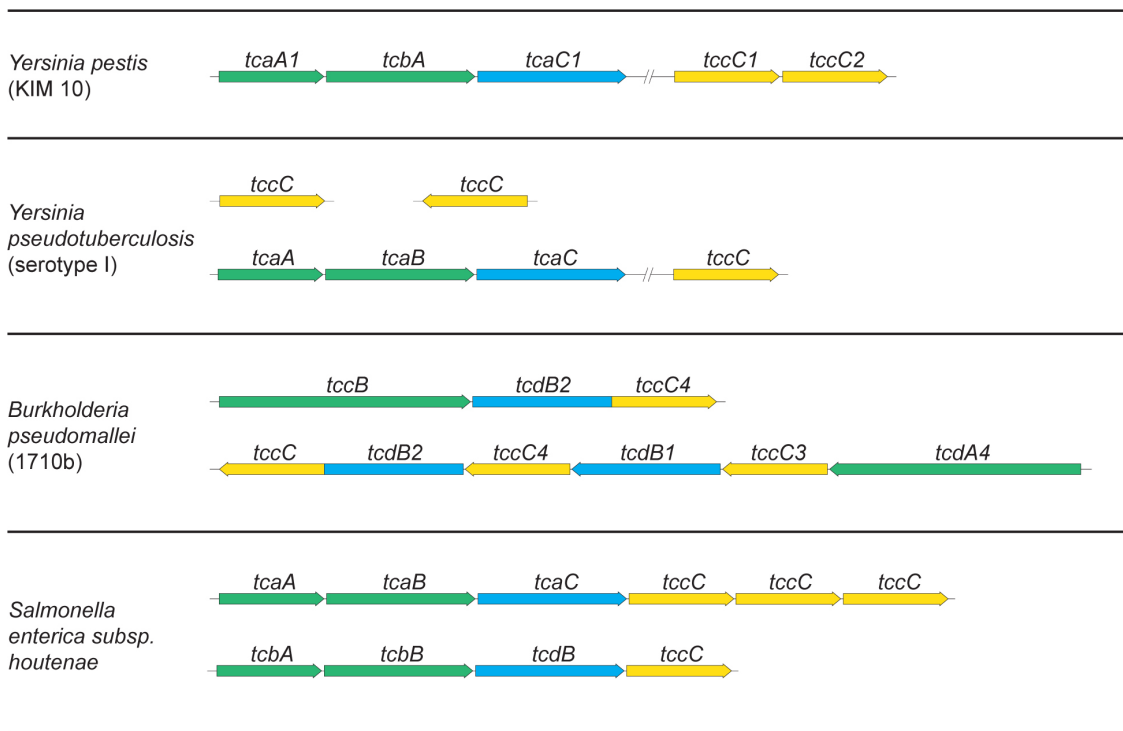 Yersinia pestis
(KIM 10)
tcaA1 tcbA tcaC1 // tccC1 tccC2
Yersinia
pseudotuberculosis
(serotype I)
tccC tccC
tcaA tcaB tcaC // tccC
Burkholderia
pseudomallei
(1710b)
tccB tcdB2 tccC4
tccC tcdB2 tccC4 tcdB1 tccC3 tcdA4
Salmonella
enterica subsp.
houtenae
tcaA tcaB tcaC tccC tccC tccC
tcbA tcbB tcdB tccC